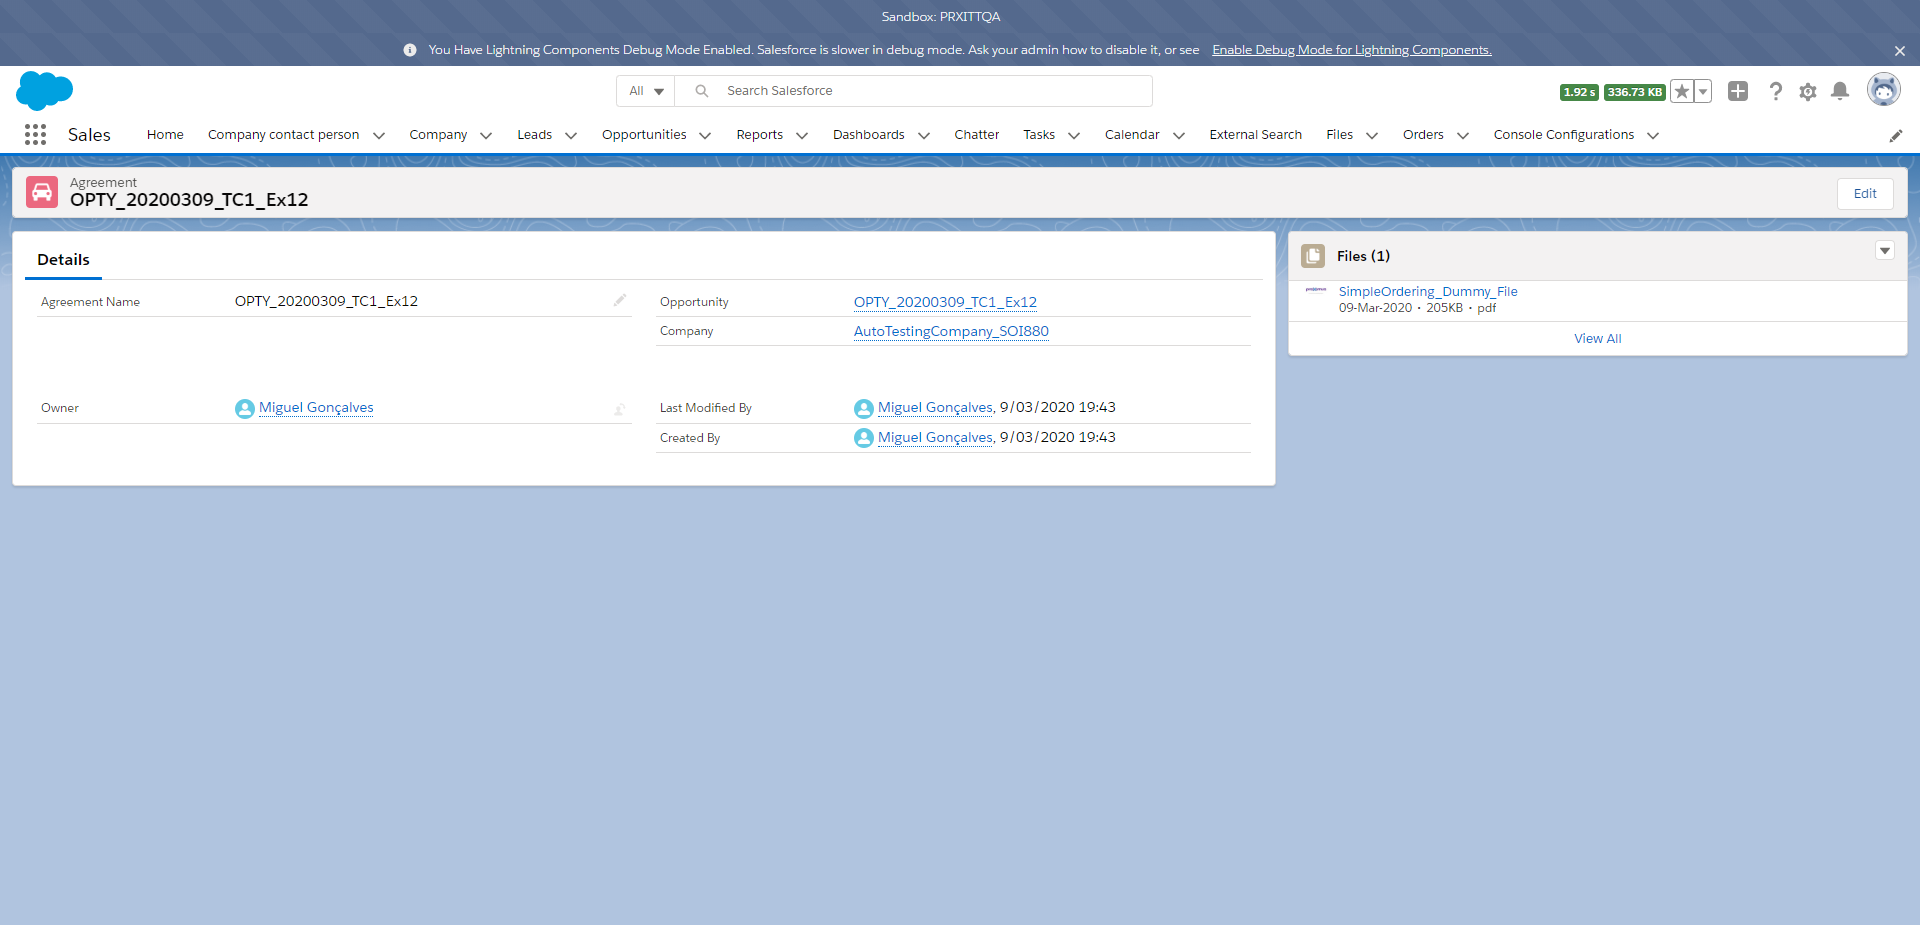 Sandbox: PRXITTQA
You Have Lightning Components Debug Mode Enabled. Salesforce is slower in debug mode. Ask your admin how to disable it, or see Enable Debug Mode for Lightning Components.
All Search Salesforce 1.92 s 336.73 KB
Sales Home Company contact person Company Leads Opportunities Reports Dashboards Chatter Tasks Calendar External Search Files Orders Console Configurations
Agreement
OPTY_20200309_TC1_Ex12
Edit
Details
Agreement Name OPTY_20200309_TC1_Ex12
Opportunity OPTY_20200309_TC1_Ex12
Company AutoTestingCompany_SOI880
Owner Miguel Gonçalves
Last Modified By Miguel Gonçalves, 9/03/2020 19:43
Created By Miguel Gonçalves, 9/03/2020 19:43
Files (1)
SimpleOrdering_Dummy_File
09-Mar-2020 • 205KB • pdf
View All